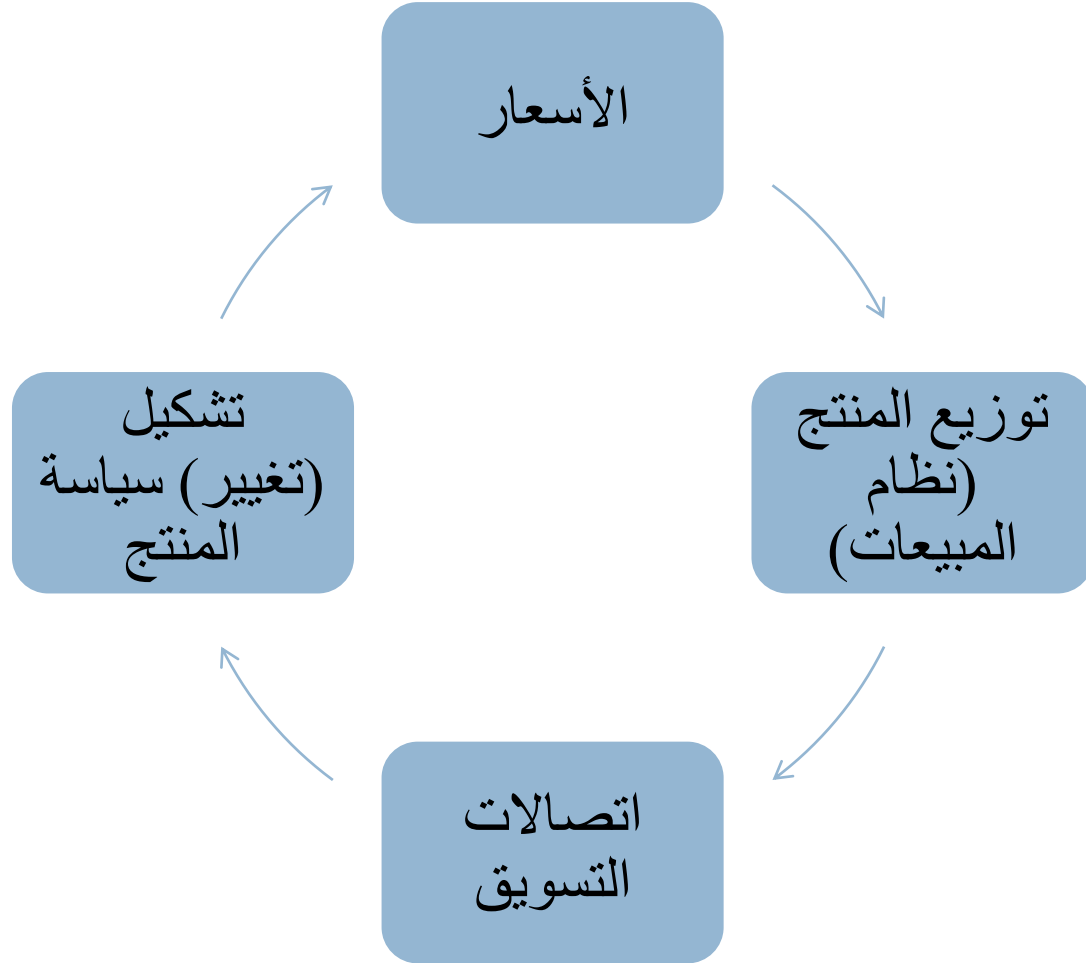 الأسعار
توزيع المنتج
(نظام
المبيعات)
اتصالات
التسويق
تشكيل
(تغيير) سياسة
المنتج